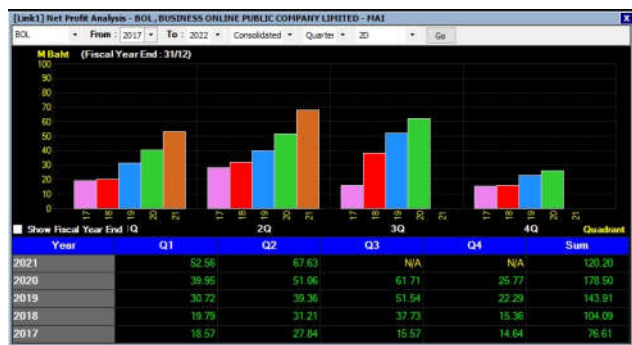 [Link1] Net Profit Analysis - BOL , BUSINESS ONLINE PUBLIC COMPANY LIMITED - MAI X
BOL From : 2017 To : 2022 Consolidated Quarter 2D Go
M Baht (Fiscal Year End : 31/12)
100
90
80
70
60
50
40
30
20
10
0
17 18 19 20 21 17 18 19 20 21 17 18 19 20 21 17 18 19 20 21
Show Fiscal Year End 1Q 2Q 3Q 4Q Quadrant
Year Q1 Q2 Q3 Q4 Sum
2021 52.56 67.63 N/A N/A 120.20
2020 39.95 51.06 61.71 25.77 178.50
2019 30.72 39.36 51.54 22.29 143.91
2018 19.79 31.21 37.73 15.36 104.09
2017 18.57 27.84 15.57 14.64 76.61